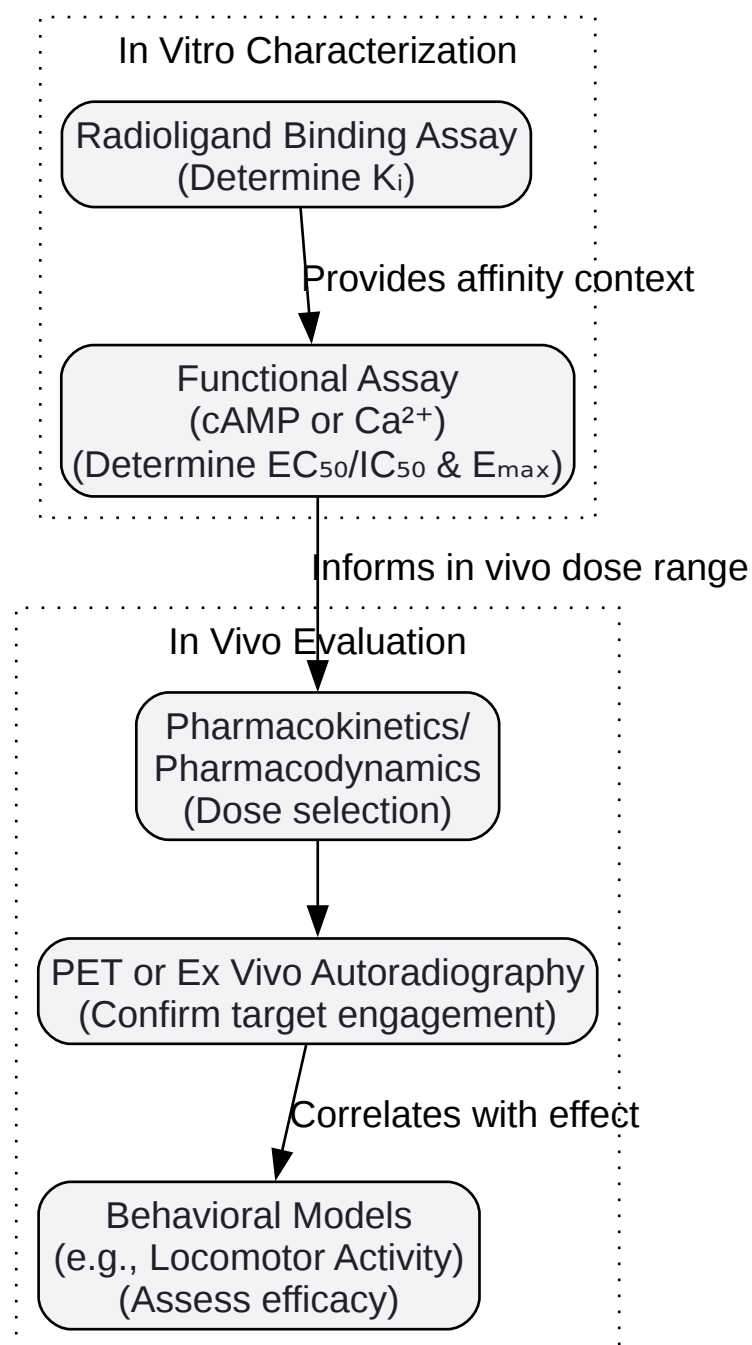 In Vitro Characterization
Radioligand Binding Assay
(Determine Kᵢ)
Provides affinity context
Functional Assay
(cAMP or Ca²⁺)
(Determine EC₅₀/IC₅₀ & Eₘₐₓ)
Informs in vivo dose range
In Vivo Evaluation
Pharmacokinetics/
Pharmacodynamics
(Dose selection)
PET or Ex Vivo Autoradiography
(Confirm target engagement)
Correlates with effect
Behavioral Models
(e.g., Locomotor Activity)
(Assess efficacy)